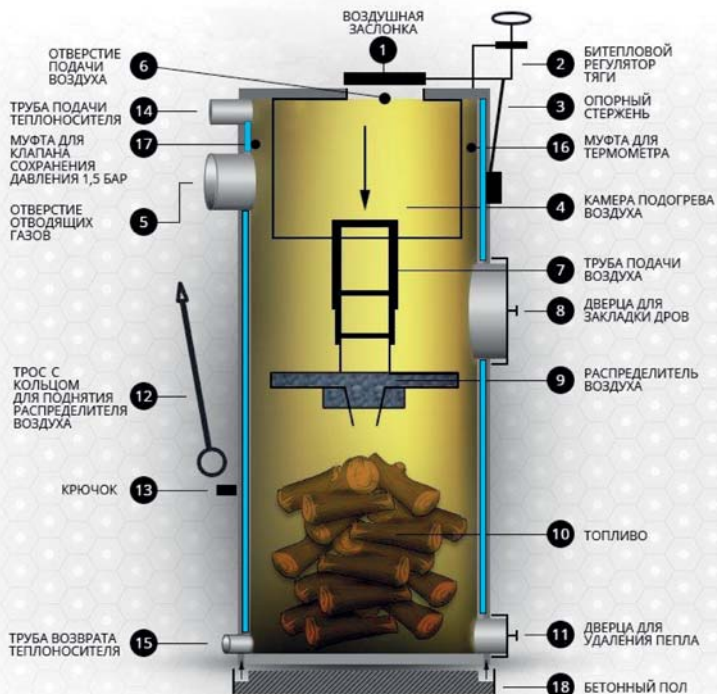 ВОЗДУШНАЯ
ЗАСЛОНКА
1
ОТВЕРСТИЕ
ПОДАЧИ
ВОЗДУХА
6
2
БИТЕПЛОВОЙ
РЕГУЛЯТОР
ТЯГИ
ТРУБА ПОДАЧИ
ТЕПЛОНОСИТЕЛЯ
14
3
ОПОРНЫЙ
СТЕРЖЕНЬ
МУФТА ДЛЯ
КЛАПАНА
СОХРАНЕНИЯ
ДАВЛЕНИЯ 1,5 БАР
17
16
МУФТА ДЛЯ
ТЕРМОМЕТРА
5
ОТВЕРСТИЕ
ОТВОДЯЩИХ
ГАЗОВ
4
КАМЕРА ПОДОГРЕВА
ВОЗДУХА
7
ТРУБА ПОДАЧИ
ВОЗДУХА
8
ДВЕРЦА ДЛЯ
ЗАКЛАДКИ ДРОВ
ТРОС С
КОЛЬЦОМ
ДЛЯ ПОДНЯТИЯ
РАСПРЕДЕЛИТЕЛЯ
ВОЗДУХА
12
9
РАСПРЕДЕЛИТЕЛЬ
ВОЗДУХА
КРЮЧОК
13
10
ТОПЛИВО
ТРУБА ВОЗВРАТА
ТЕПЛОНОСИТЕЛЯ
15
11
ДВЕРЦА ДЛЯ
УДАЛЕНИЯ ПЕПЛА
18
БЕТОННЫЙ ПОЛ